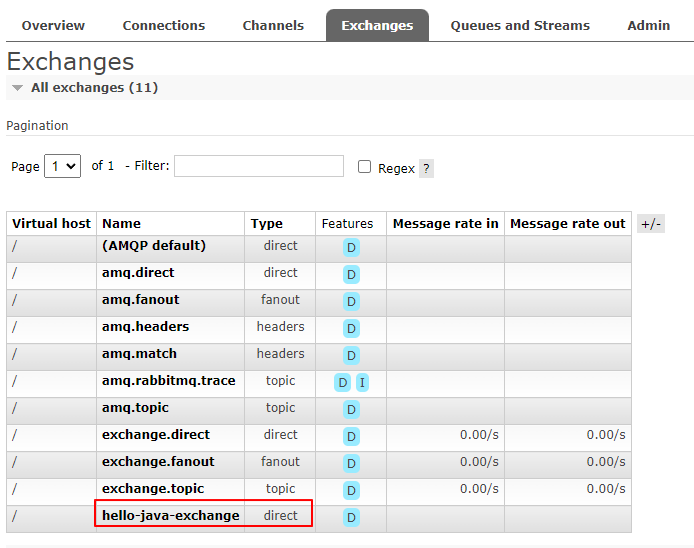 Overview Connections Channels Exchanges Queues and Streams Admin
Exchanges
All exchanges (11)
Pagination
Page 1 of 1 - Filter: Regex ?
Virtual host Name Type Features Message rate in Message rate out +/-
/ (AMQP default) direct D
/ amq.direct direct D
/ amq.fanout fanout D
/ amq.headers headers D
/ amq.match headers D
/ amq.rabbitmq.trace topic D I
/ amq.topic topic D
/ exchange.direct direct D 0.00/s 0.00/s
/ exchange.fanout fanout D 0.00/s 0.00/s
/ exchange.topic topic D 0.00/s 0.00/s
/ hello-java-exchange direct D